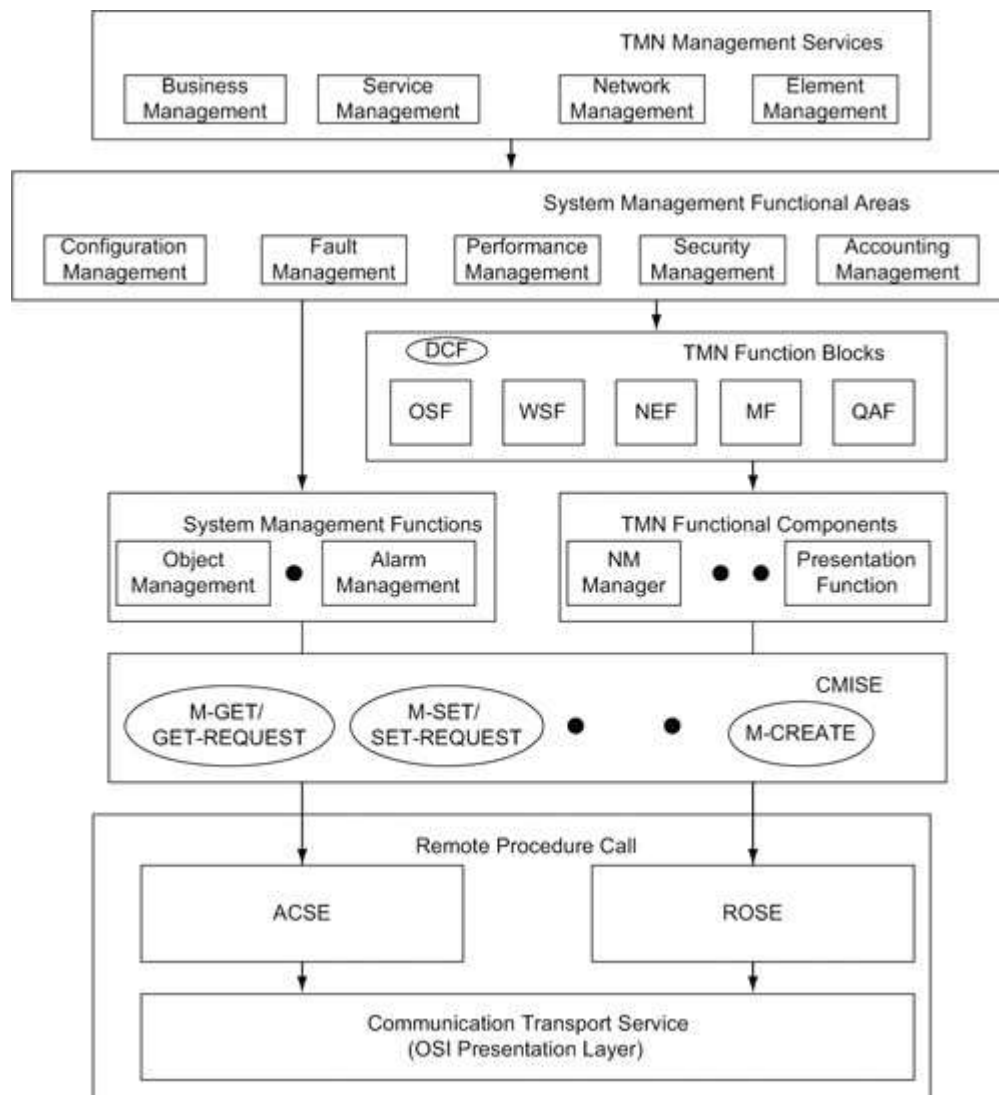 TMN Management Services
Business
Management
Service
Management
Network
Management
Element
Management
System Management Functional Areas
Configuration
Management
Fault
Management
Performance
Management
Security
Management
Accounting
Management
DCF
TMN Function Blocks
OSF
WSF
NEF
MF
QAF
System Management Functions
Object
Management
Alarm
Management
TMN Functional Components
NM
Manager
Presentation
Function
CMISE
M-GET/
GET-REQUEST
M-SET/
SET-REQUEST
M-CREATE
Remote Procedure Call
ACSE
ROSE
Communication Transport Service
(OSI Presentation Layer)